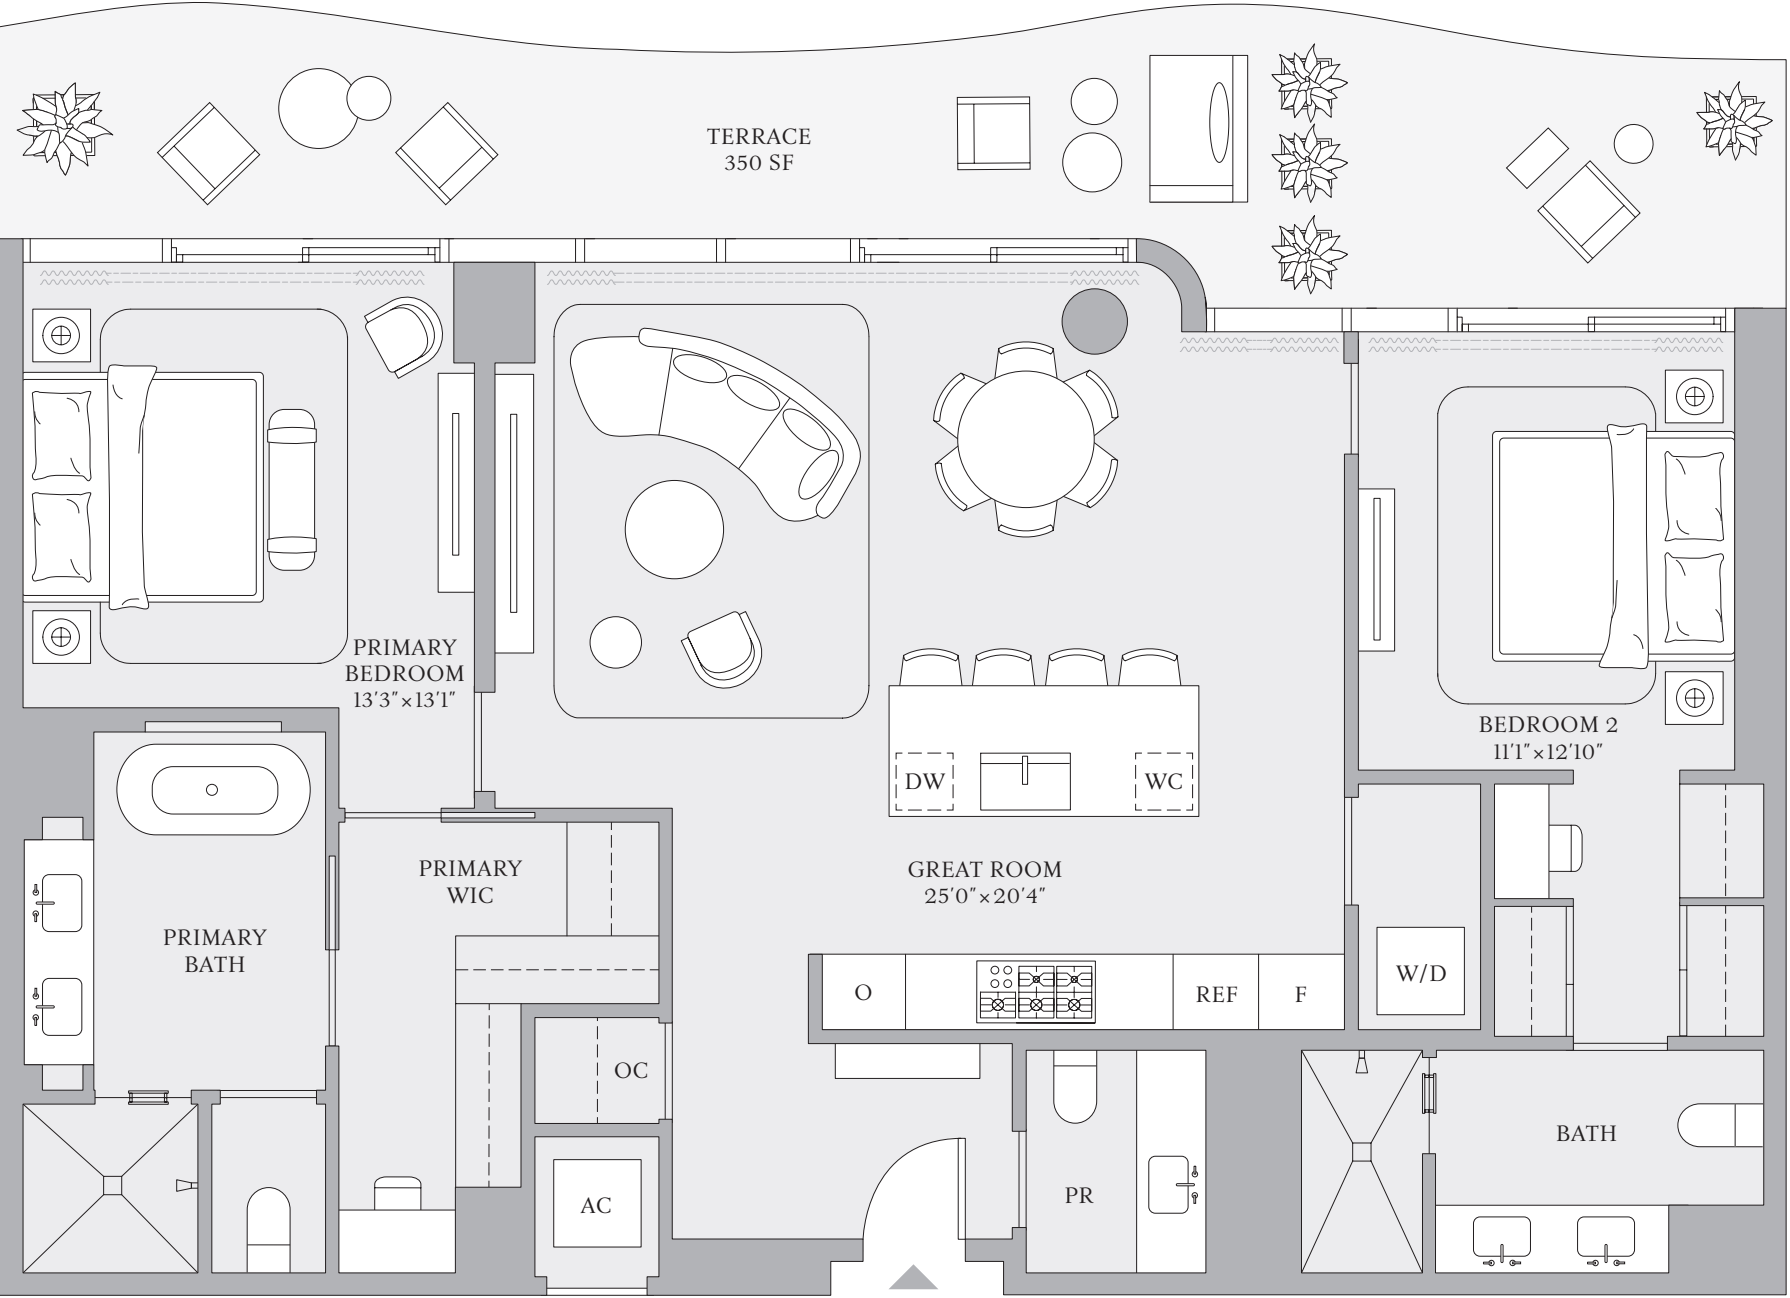 TERRACE
350 SF
PRIMARY
BEDROOM
13'3"×13'1"
BEDROOM 2
11'1"×12'10"
DW
WC
PRIMARY
WIC
GREAT ROOM
25'0"×20'4"
PRIMARY
BATH
O
REF
F
W/D
OC
BATH
AC
PR